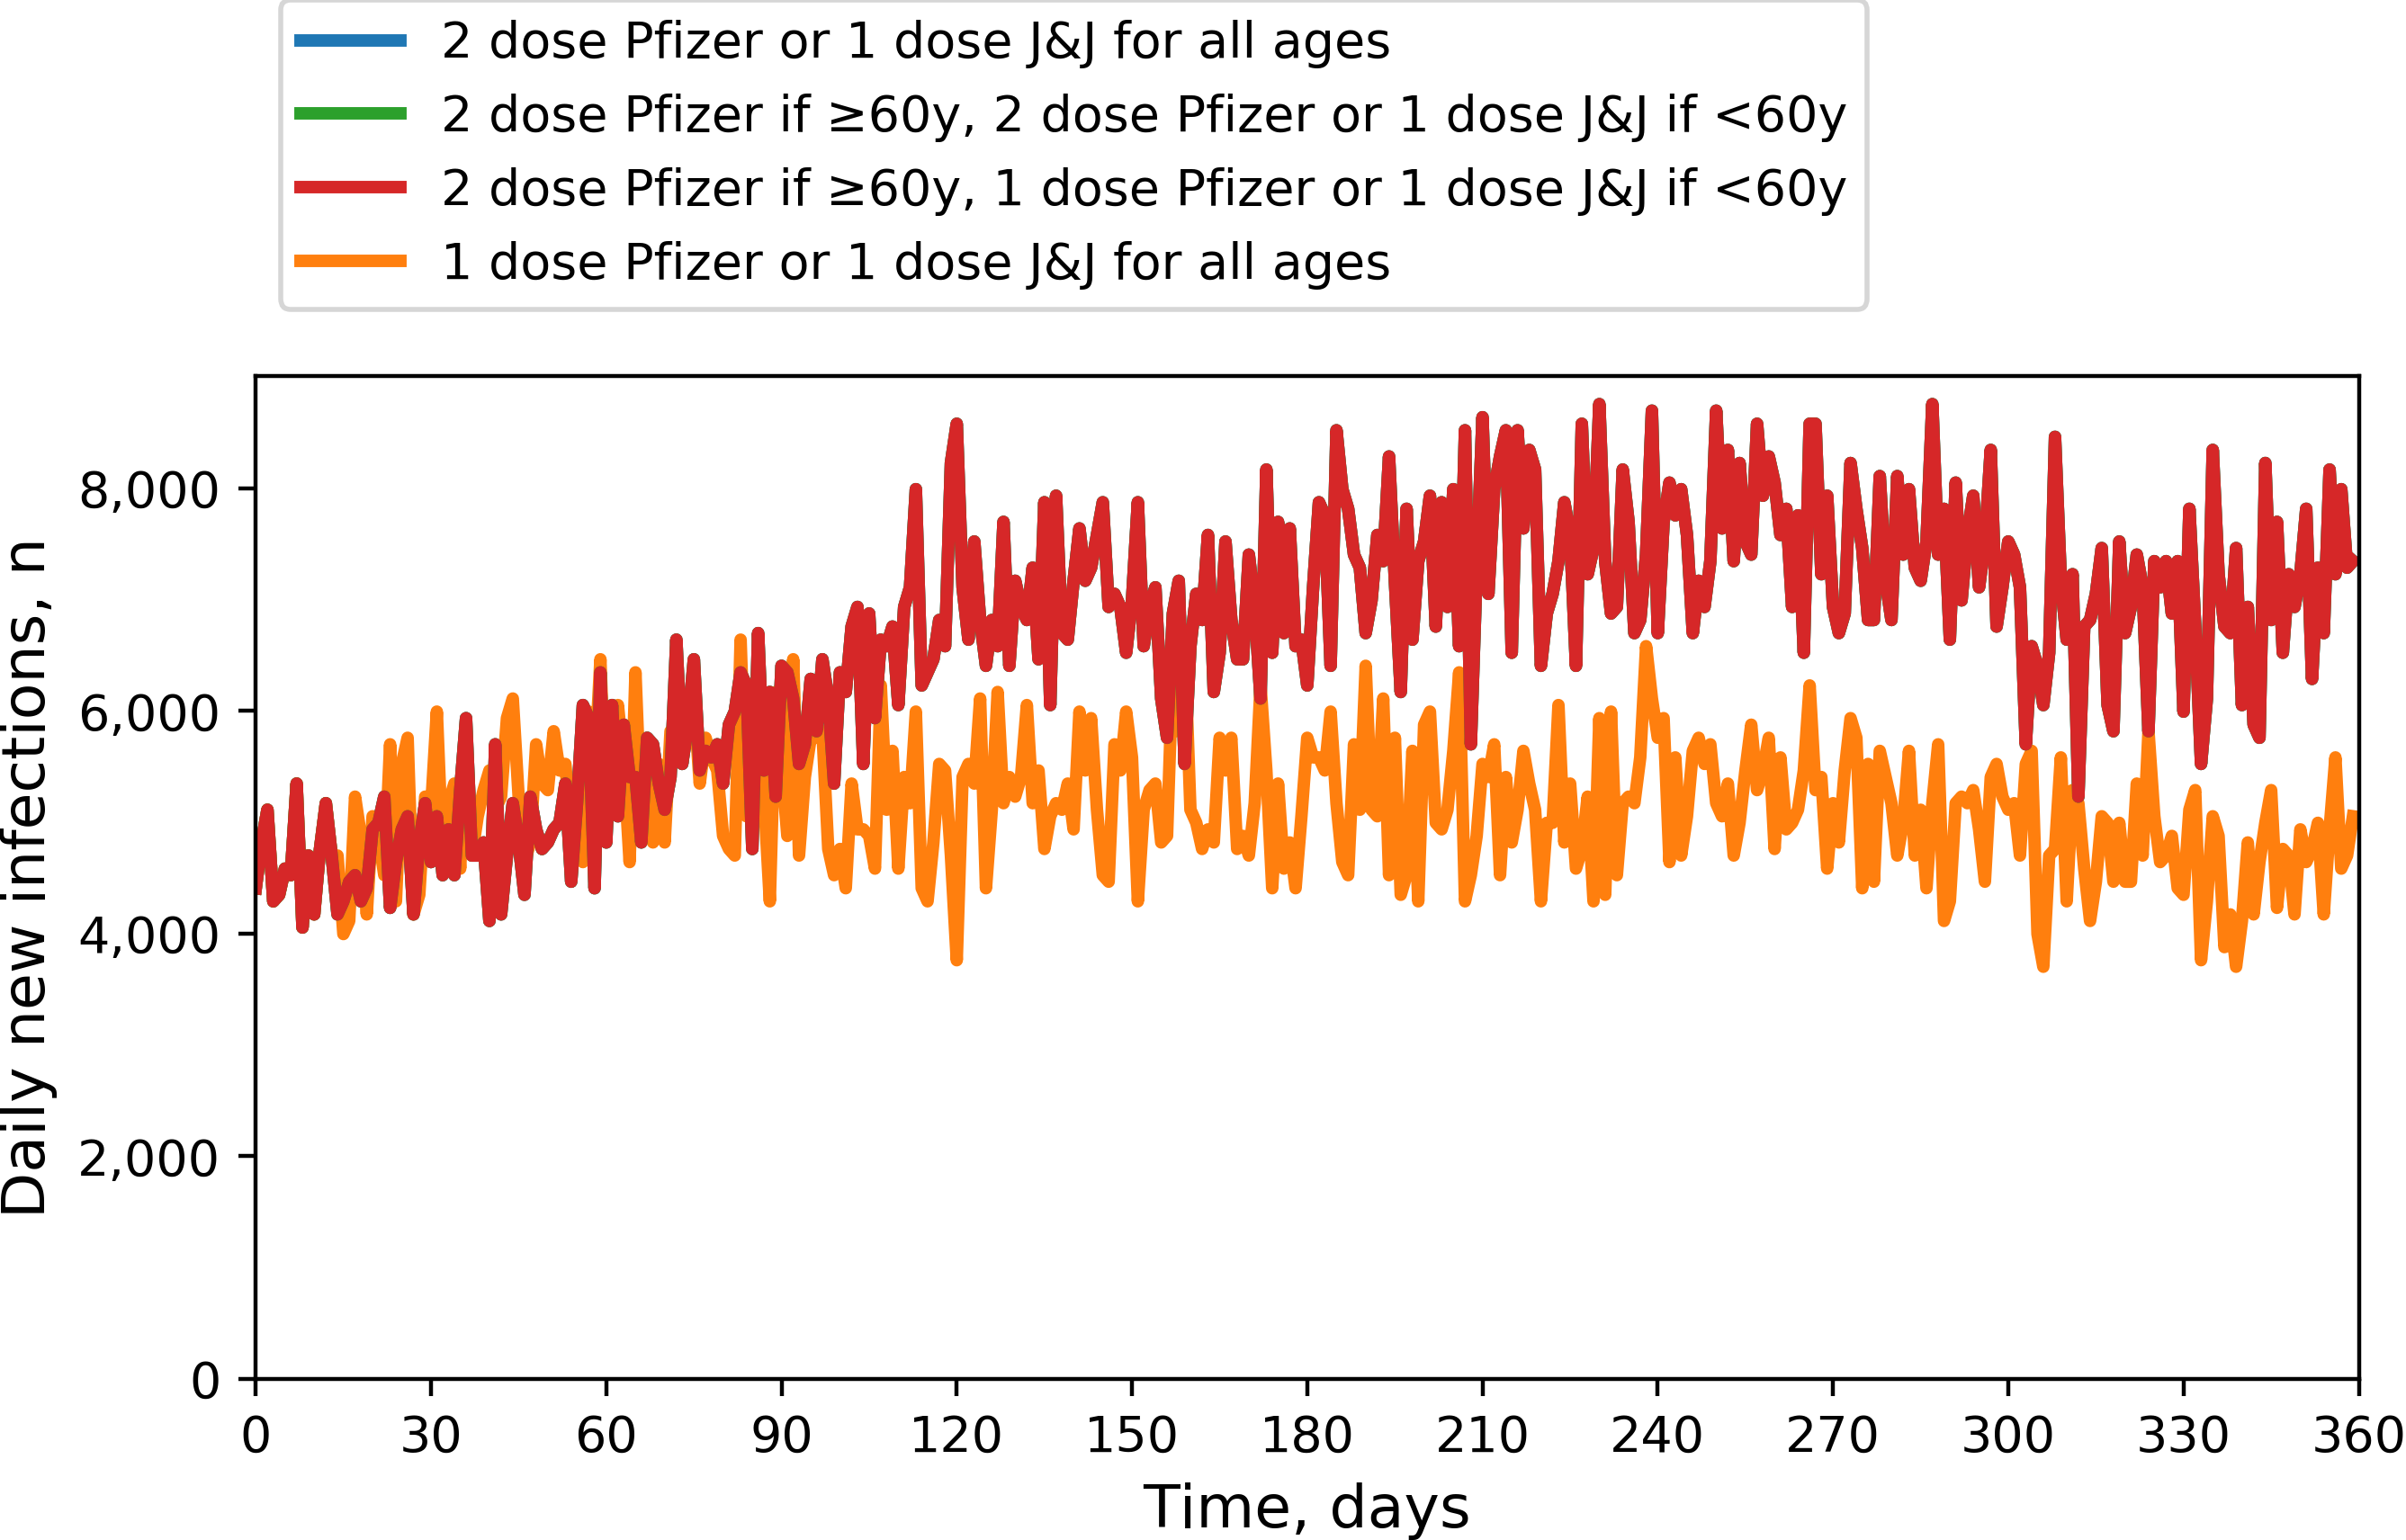 2 dose Pfizer or 1 dose J&J for all ages
2 dose Pfizer if ≥60y, 2 dose Pfizer or 1 dose J&J if <60y
2 dose Pfizer if ≥60y, 1 dose Pfizer or 1 dose J&J if <60y
1 dose Pfizer or 1 dose J&J for all ages
Daily new infections, n
8,000
6,000
4,000
2,000
0
0 30 60 90 120 150 180 210 240 270 300 330 360
Time, days